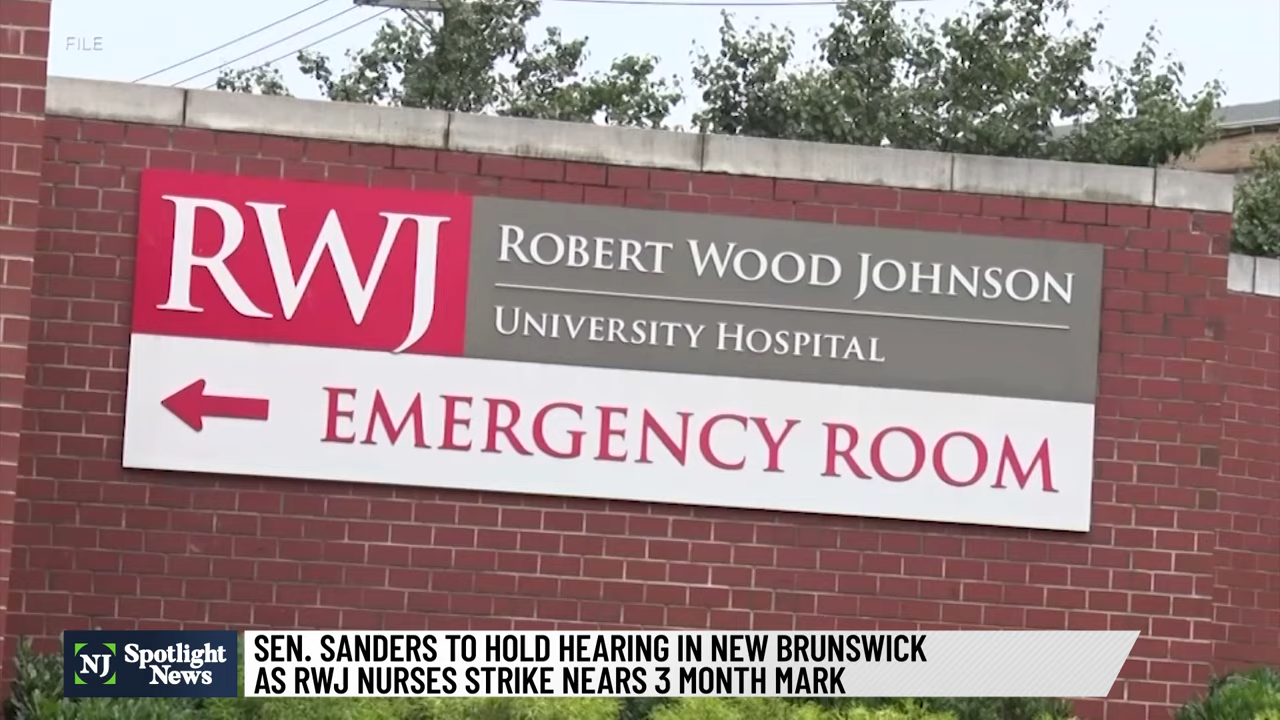 FILE
RWJ
ROBERT WOOD JOHNSON
UNIVERSITY HOSPITAL
EMERGENCY ROOM
NJ Spotlight News
SEN. SANDERS TO HOLD HEARING IN NEW BRUNSWICK
AS RWJ NURSES STRIKE NEARS 3 MONTH MARK